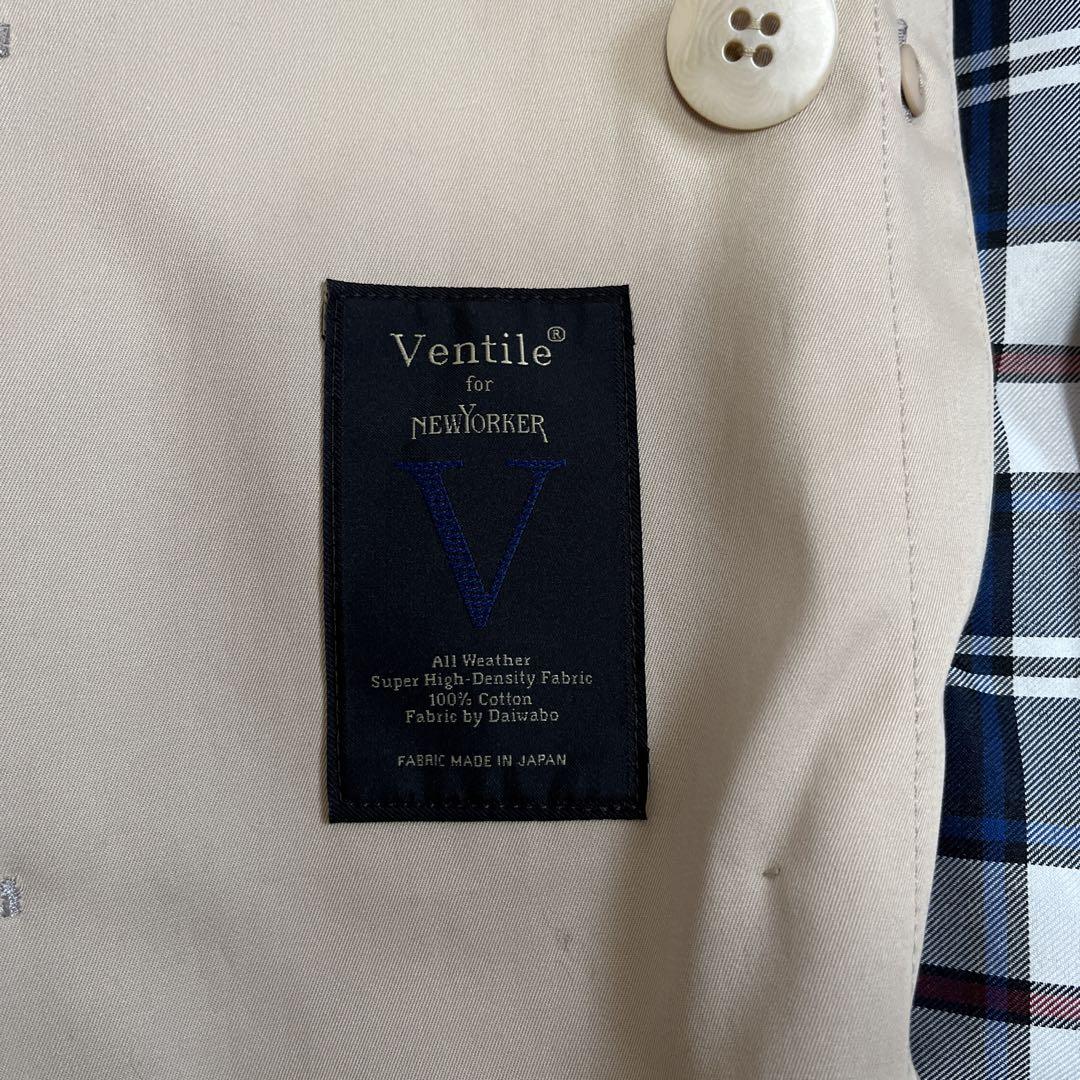 Ventile®
for
NEWYORKER
V
All Weather
Super High-Density Fabric
100% Cotton
Fabric by Daiwabo
FABRIC MADE IN JAPAN